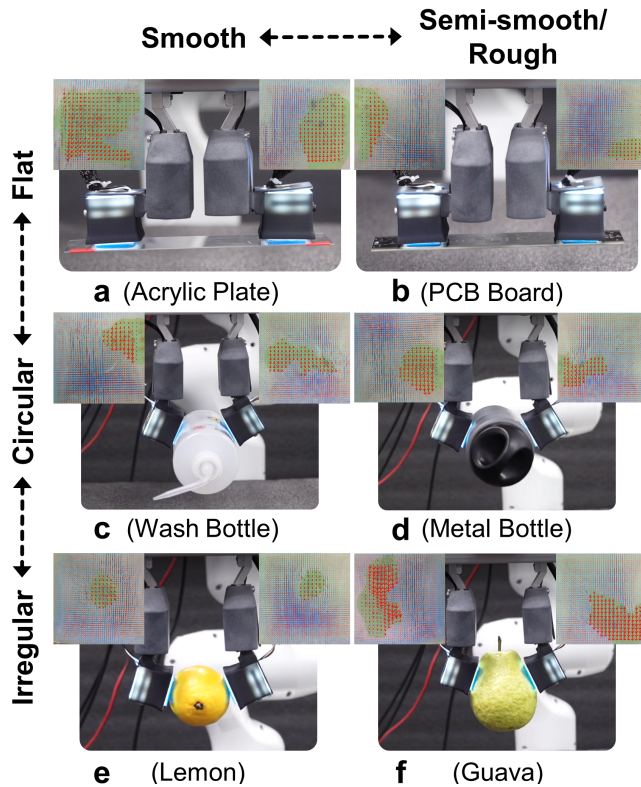 Smooth
Semi-smooth/
Rough
Flat
Circular
Irregular
a (Acrylic Plate)
b (PCB Board)
c (Wash Bottle)
d (Metal Bottle)
e (Lemon)
f (Guava)